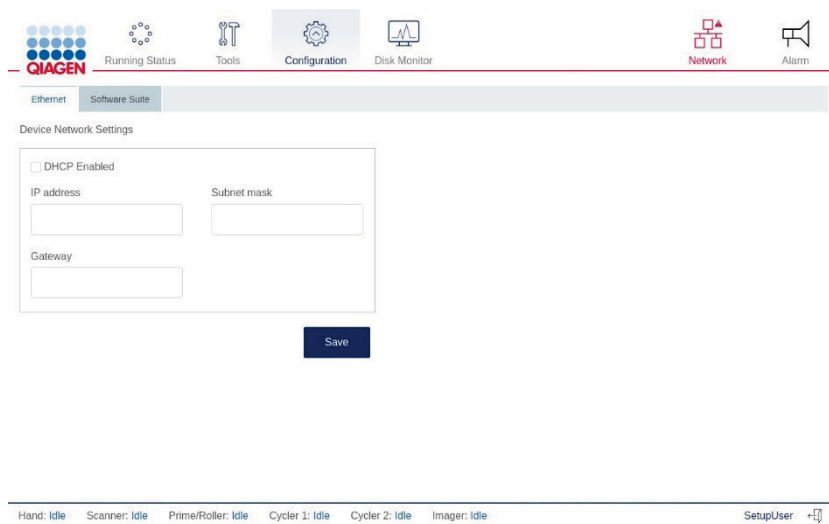 QIAGEN
Running Status Tools Configuration Disk Monitor Network Alarm
Ethernet Software Suite
Device Network Settings
DHCP Enabled
IP address Subnet mask
Gateway
Save
Hand: Idle Scanner: Idle Prime/Roller: Idle Cycler 1: Idle Cycler 2: Idle Imager: Idle SetupUser